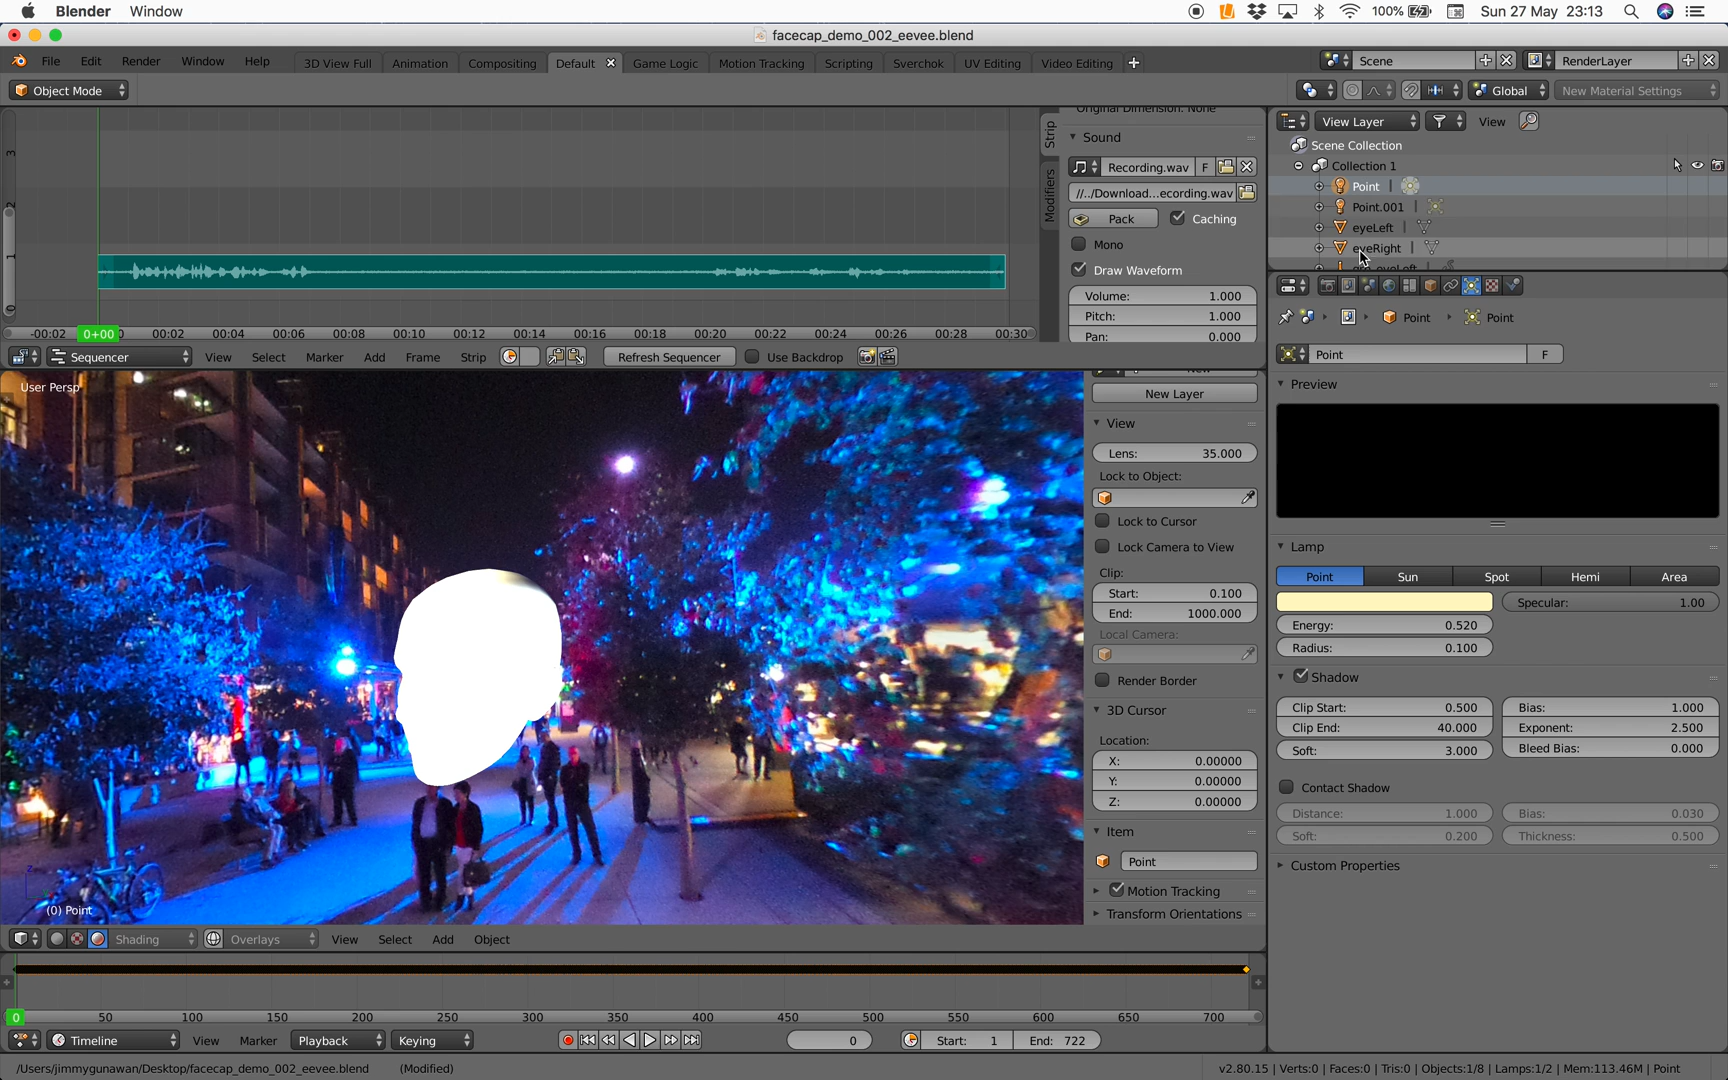 Blender Window 100% Sun 27 May 23:13
facecap_demo_002_eevee.blend
File Edit Render Window Help 3D View Full Animation Compositing Default Game Logic Motion Tracking Scripting Sverchok UV Editing Video Editing Scene RenderLayer
Object Mode Global New Material Settings
Original Dimension: None
View Layer View
Strip
Modifiers
Sound
Recording.wav F
//../Download...ecording.wav
Pack Caching
Mono
Draw Waveform
Volume: 1.000
Pitch: 1.000
Pan: 0.000
3
2
1
0
-00:02 0+00 00:02 00:04 00:06 00:08 00:10 00:12 00:14 00:16 00:18 00:20 00:22 00:24 00:26 00:28 00:30
Sequencer View Select Marker Add Frame Strip Refresh Sequencer Use Backdrop
Scene Collection
Collection 1
Point
Point.001
eyeLeft
eyeRight
Point Point
Point F
Preview
Lamp
Point Sun Spot Hemi Area
Specular: 1.00
Energy: 0.520
Radius: 0.100
Shadow
Clip Start: 0.500 Bias: 1.000
Clip End: 40.000 Exponent: 2.500
Soft: 3.000 Bleed Bias: 0.000
Contact Shadow
Distance: 1.000 Bias: 0.030
Soft: 0.200 Thickness: 0.500
Custom Properties
User Persp
(0) Point
New Layer
View
Lens: 35.000
Lock to Object:
Lock to Cursor
Lock Camera to View
Clip:
Start: 0.100
End: 1000.000
Local Camera:
Render Border
3D Cursor
Location:
X: 0.00000
Y: 0.00000
Z: 0.00000
Item
Point
Motion Tracking
Transform Orientations
Shading Overlays View Select Add Object
0 50 100 150 200 250 300 350 400 450 500 550 600 650 700
Timeline View Marker Playback Keying 0 Start: 1 End: 722
/Users/jimmygunawan/Desktop/facecap_demo_002_eevee.blend (Modified) v2.80.15 | Verts:0 | Faces:0 | Tris:0 | Objects:1/8 | Lamps:1/2 | Mem:113.46M | Point